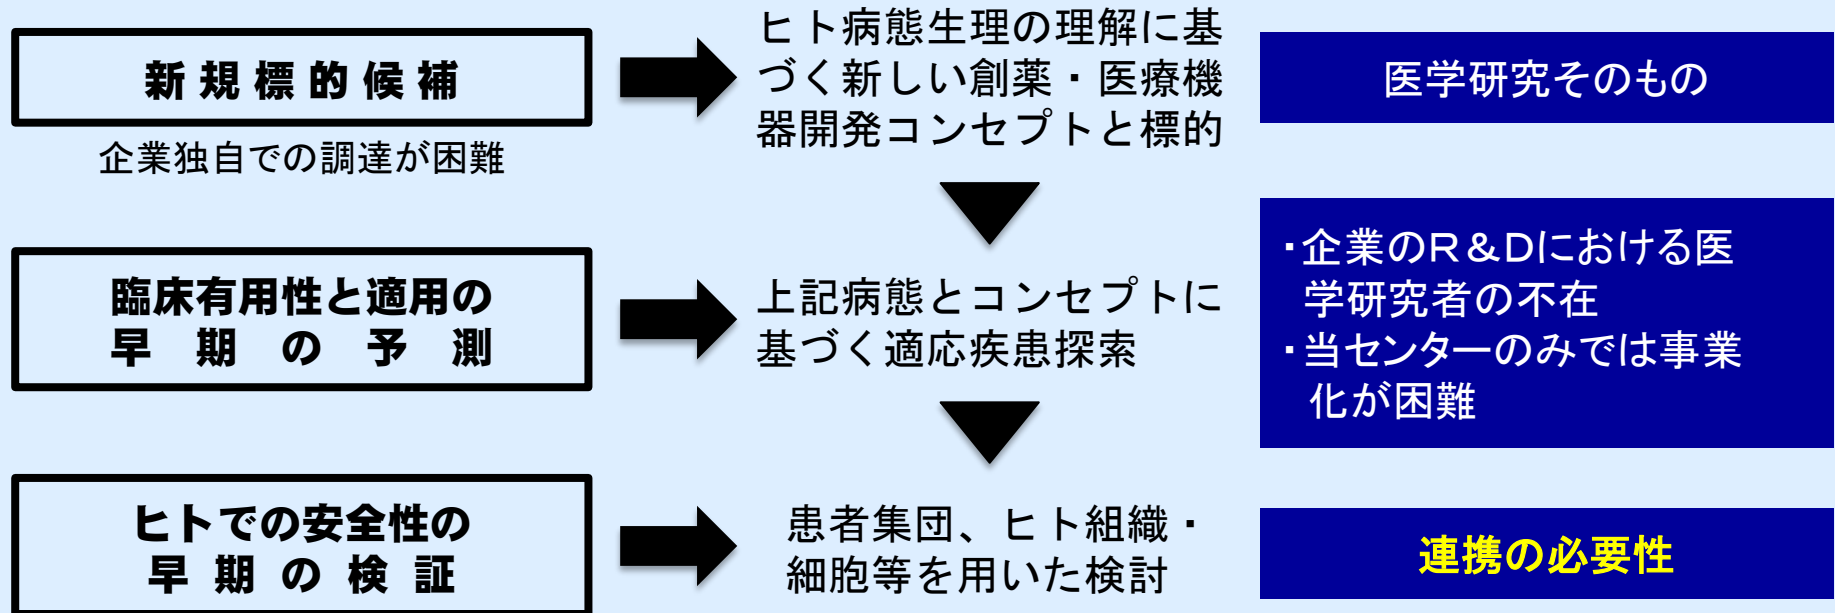 新規標的候補
企業独自での調達が困難
ヒト病態生理の理解に基
づく新しい創薬・医療機
器開発コンセプトと標的
医学研究そのもの
臨床有用性と適用の
早期の予測
上記病態とコンセプトに
基づく適応疾患探索
・企業のR&Dにおける医
学研究者の不在
・当センターのみでは事業
化が困難
ヒトでの安全性の
早期の検証
患者集団、ヒト組織・
細胞等を用いた検討
連携の必要性